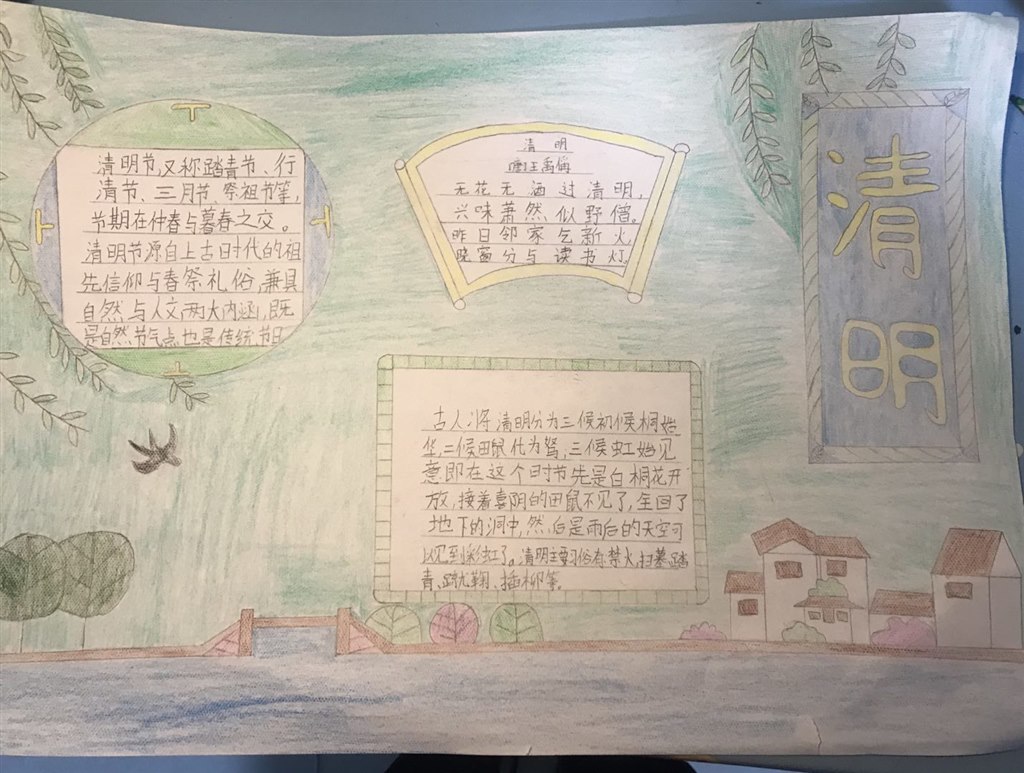 清明节,又称踏青节、行
清节、三月节、祭祖节等,
节期在仲春与暮春之交。
清明节源自上古时代的祖
先信仰与春祭礼俗,兼具
自然与人文两大内涵,既
是自然节气点,也是传统节日
清明
唐王禹偁
无花无酒过清明,
兴味萧然似野僧。
昨日邻家乞新火,
晓窗分与读书灯。
清明
古人将清明分为三候初候桐始
华,二候田鼠化为鴽,三候虹始见
意即在这个时节先是白桐花开
放,接着喜阴的田鼠不见了,全回了
地下的洞中,然后是雨后的天空可
以见到彩虹了。清明主要习俗有禁火,扫墓,踏
青、插柳等。